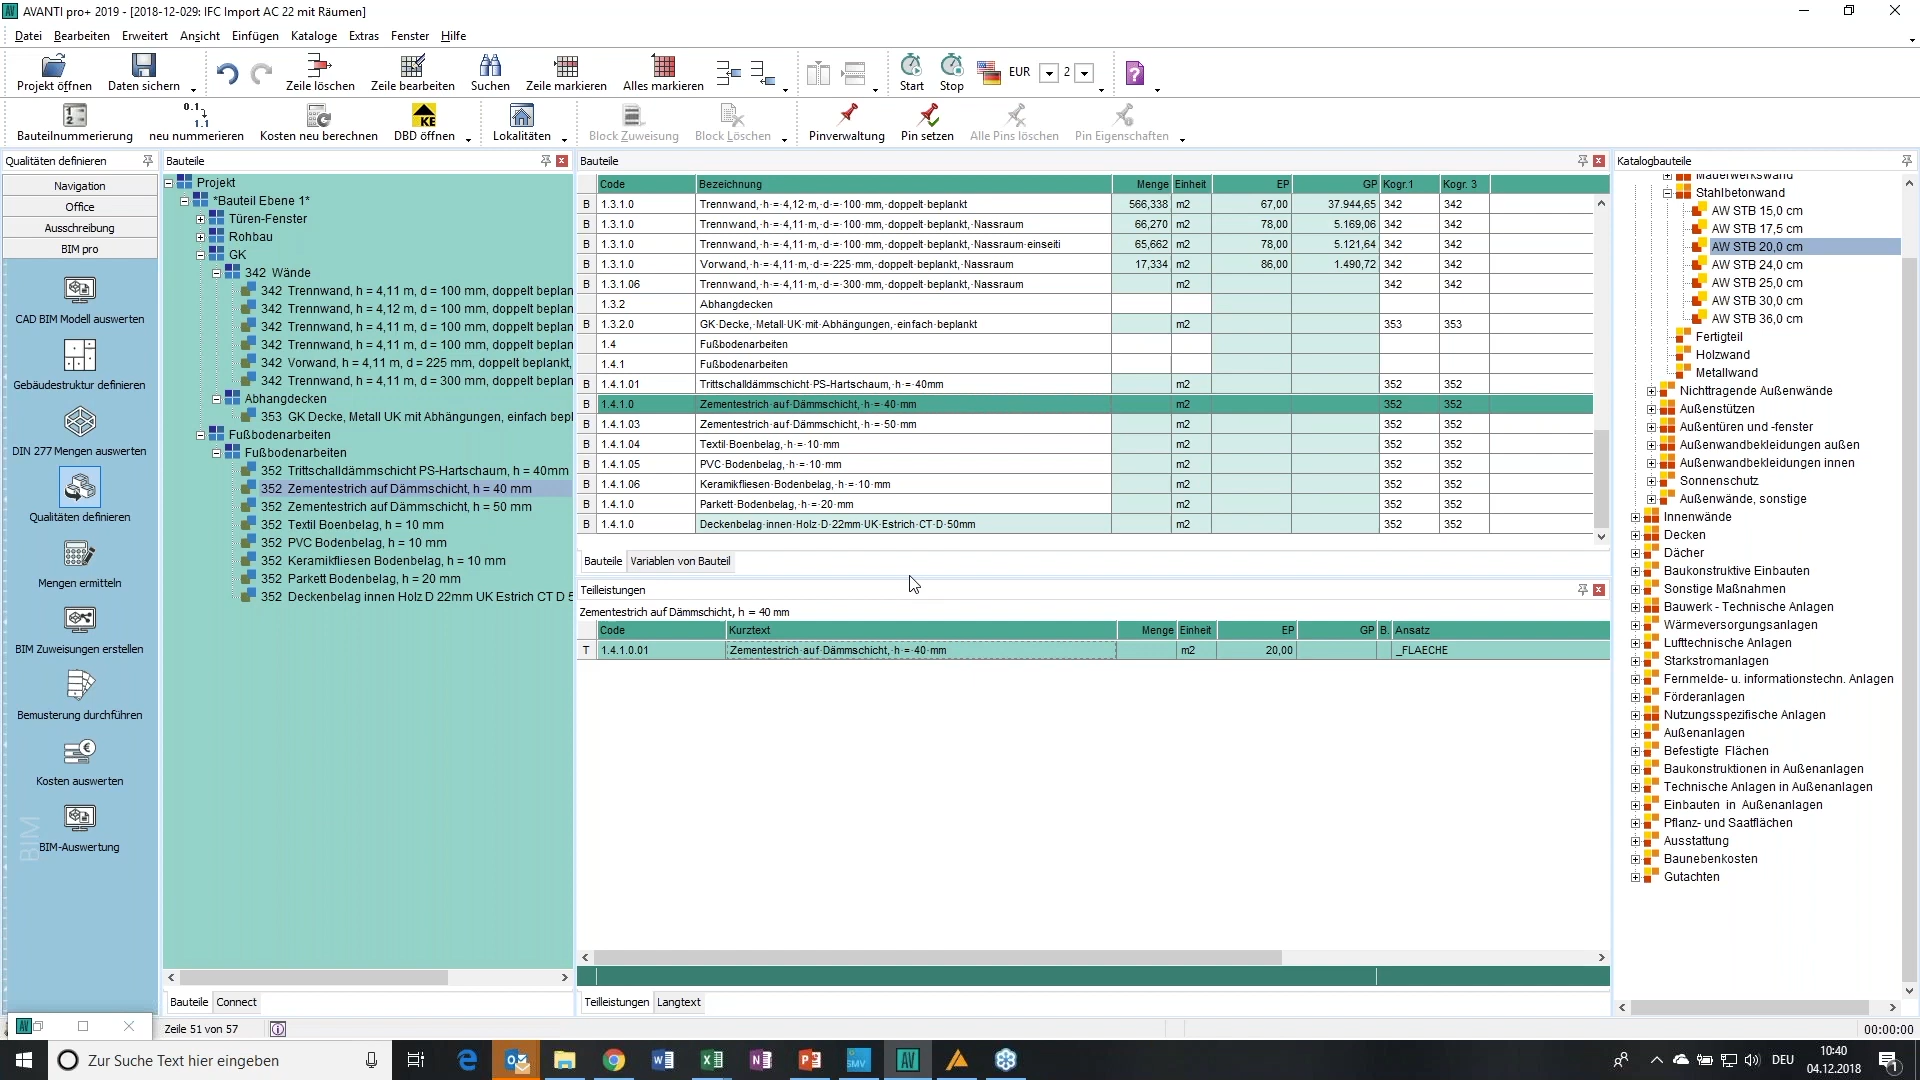 AVANTI pro+ 2019 - [2018-12-029: IFC Import AC 22 mit Räumen]
Datei Bearbeiten Erweitert Ansicht Einfügen Kataloge Extras Fenster Hilfe
Projekt öffnen Daten sichern Zeile löschen Zeile bearbeiten Suchen Zeile markieren Alles markieren Start Stop EUR 2
Bauteilnummerierung neu nummerieren Kosten neu berechnen DBD öffnen Lokalitäten Block Zuweisung Block Löschen Pinverwaltung Pin setzen Alle Pins löschen Pin Eigenschaften
Qualitäten definieren
Navigation
Office
Ausschreibung
BIM pro
CAD BIM Modell auswerten
Gebäudestruktur definieren
DIN 277 Mengen auswerten
Qualitäten definieren
Mengen ermitteln
BIM Zuweisungen erstellen
Bemusterung durchführen
Kosten auswerten
BIM-Auswertung
BIM
Bauteile
Projekt
*Bauteil Ebene 1*
Türen-Fenster
Rohbau
GK
342 Wände
342 Trennwand, h = 4,11 m, d = 100 mm, doppelt beplan
342 Trennwand, h = 4,12 m, d = 100 mm, doppelt beplan
342 Trennwand, h = 4,11 m, d = 100 mm, doppelt beplan
342 Trennwand, h = 4,11 m, d = 100 mm, doppelt beplan
342 Vorwand, h = 4,11 m, d = 225 mm, doppelt beplankt,
342 Trennwand, h = 4,11 m, d = 300 mm, doppelt beplan
Abhangdecken
353 GK Decke, Metall UK mit Abhängungen, einfach bepl
Fußbodenarbeiten
Fußbodenarbeiten
352 Trittschalldämmschicht PS-Hartschaum, h = 40mm
352 Zementestrich auf Dämmschicht, h = 40 mm
352 Zementestrich auf Dämmschicht, h = 50 mm
352 Textil Boenbelag, h = 10 mm
352 PVC Bodenbelag, h = 10 mm
352 Keramikfliesen Bodenbelag, h = 10 mm
352 Parkett Bodenbelag, h = 20 mm
352 Deckenbelag innen Holz D 22mm UK Estrich CT D 5
Bauteile Connect
Bauteile
Code Bezeichnung Menge Einheit EP GP Kogr.1 Kogr. 3
B 1.3.1.0 Trennwand, h = 4,12 m, d = 100 mm, doppelt beplankt 566,338 m2 67,00 37.944,65 342 342
B 1.3.1.0 Trennwand, h = 4,11 m, d = 100 mm, doppelt beplankt, Nassraum 66,270 m2 78,00 5.169,06 342 342
B 1.3.1.0 Trennwand, h = 4,11 m, d = 100 mm, doppelt beplankt, Nassraum einseiti 65,662 m2 78,00 5.121,64 342 342
B 1.3.1.0 Vorwand, h = 4,11 m, d = 225 mm, doppelt beplankt, Nassraum 17,334 m2 86,00 1.490,72 342 342
B 1.3.1.06 Trennwand, h = 4,11 m, d = 300 mm, doppelt beplankt, Nassraum m2 342 342
1.3.2 Abhangdecken
B 1.3.2.0 GK Decke, Metall UK mit Abhängungen, einfach beplankt m2 353 353
1.4 Fußbodenarbeiten
1.4.1 Fußbodenarbeiten
B 1.4.1.01 Trittschalldämmschicht PS-Hartschaum, h = 40mm m2 352 352
B 1.4.1.0 Zementestrich auf Dämmschicht, h = 40 mm m2 352 352
B 1.4.1.03 Zementestrich auf Dämmschicht, h = 50 mm m2 352 352
B 1.4.1.04 Textil Boenbelag, h = 10 mm m2 352 352
B 1.4.1.05 PVC Bodenbelag, h = 10 mm m2 352 352
B 1.4.1.06 Keramikfliesen Bodenbelag, h = 10 mm m2 352 352
B 1.4.1.0 Parkett Bodenbelag, h = 20 mm m2 352 352
B 1.4.1.0 Deckenbelag innen Holz D 22mm UK Estrich CT D 50mm m2 352 352
Bauteile Variablen von Bauteil
Teilleistungen
Zementestrich auf Dämmschicht, h = 40 mm
Code Kurztext Menge Einheit EP GP B. Ansatz
T 1.4.1.0.01 Zementestrich auf Dämmschicht, h = 40 mm m2 20,00 _FLAECHE
Teilleistungen Langtext
Katalogbauteile
Mauerwerkswand
Stahlbetonwand
AW STB 15,0 cm
AW STB 17,5 cm
AW STB 20,0 cm
AW STB 24,0 cm
AW STB 25,0 cm
AW STB 30,0 cm
AW STB 36,0 cm
Fertigteil
Holzwand
Metallwand
Nichttragende Außenwände
Außenstützen
Außentüren und -fenster
Außenwandbekleidungen außen
Außenwandbekleidungen innen
Sonnenschutz
Außenwände, sonstige
Innenwände
Decken
Dächer
Baukonstruktive Einbauten
Sonstige Maßnahmen
Bauwerk - Technische Anlagen
Wärmeversorgungsanlagen
Lufttechnische Anlagen
Starkstromanlagen
Fernmelde- u. informationstechn. Anlagen
Förderanlagen
Nutzungsspezifische Anlagen
Außenanlagen
Befestigte Flächen
Baukonstruktionen in Außenanlagen
Technische Anlagen in Außenanlagen
Einbauten in Außenanlagen
Pflanz- und Saatflächen
Ausstattung
Baunebenkosten
Gutachten
Zeile 51 von 57
00:00:00
Zur Suche Text hier eingeben
DEU
10:40
04.12.2018